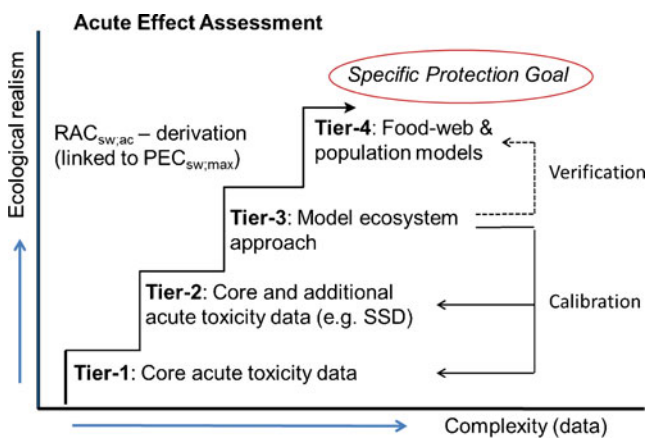 Acute Effect Assessment
Specific Protection Goal
Ecological realism
RACsw;ac – derivation
(linked to PECsw;max)
Tier-4: Food-web &
population models
Verification
Tier-3: Model ecosystem
approach
Tier-2: Core and additional
acute toxicity data (e.g. SSD)
Calibration
Tier-1: Core acute toxicity data
Complexity (data)